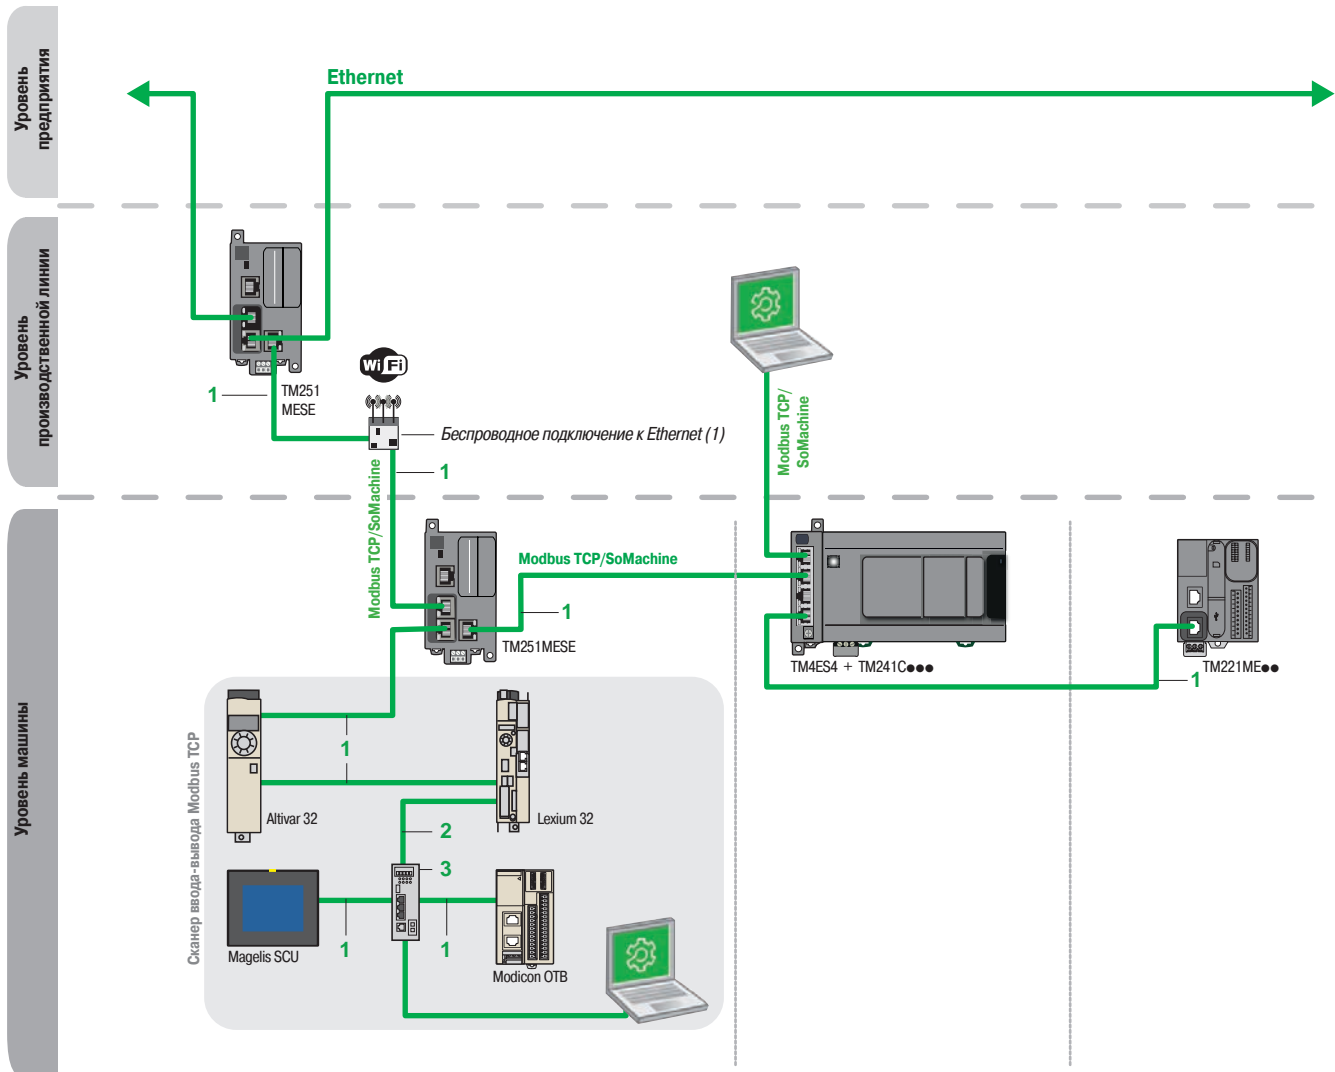 Уровень
предприятия
Ethernet
Уровень
производственной линии
Wi Fi
1
TM251
MESE
Беспроводное подключение к Ethernet (1)
1
Modbus TCP/SoMachine
Modbus TCP/
SoMachine
Уровень машины
Modbus TCP/SoMachine
1
TM251MESE
TM4ES4 + TM241C●●●
TM221ME●●
1
Сканер ввода-вывода Modbus TCP
1
Altivar 32
Lexium 32
2
3
1
1
Magelis SCU
Modicon OTB